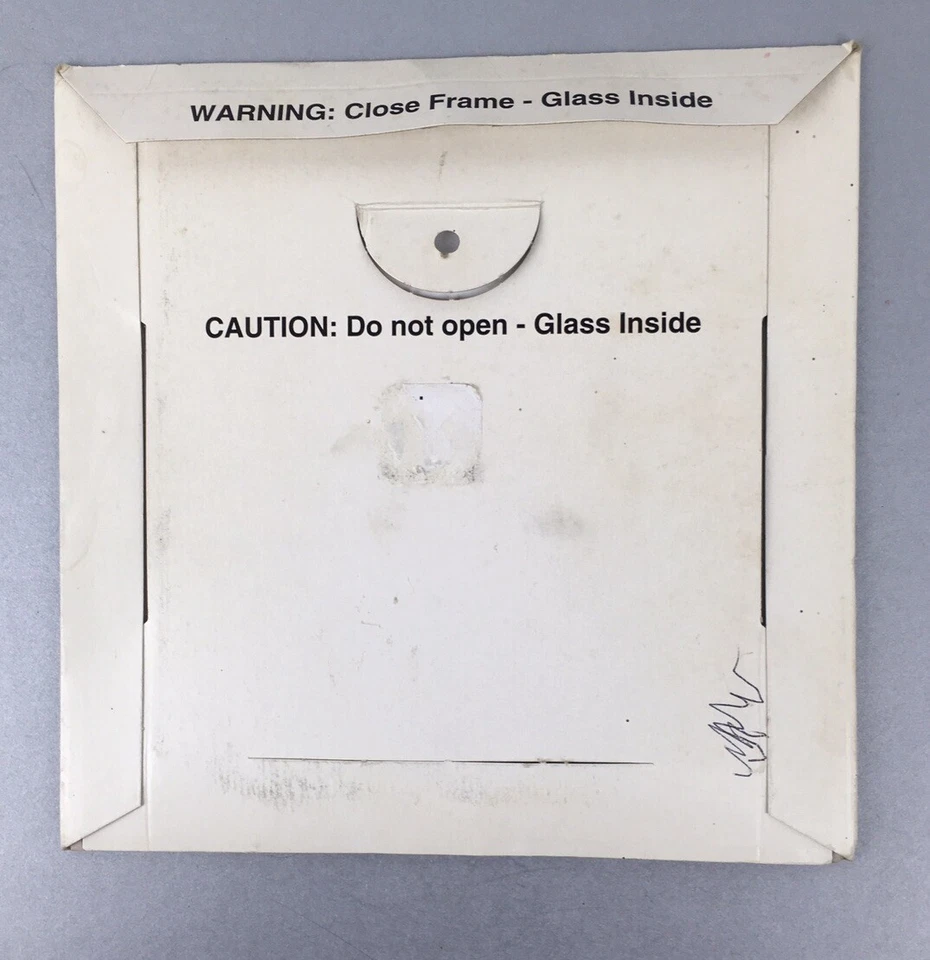 WARNING: Close Frame - Glass Inside
CAUTION: Do not open - Glass Inside